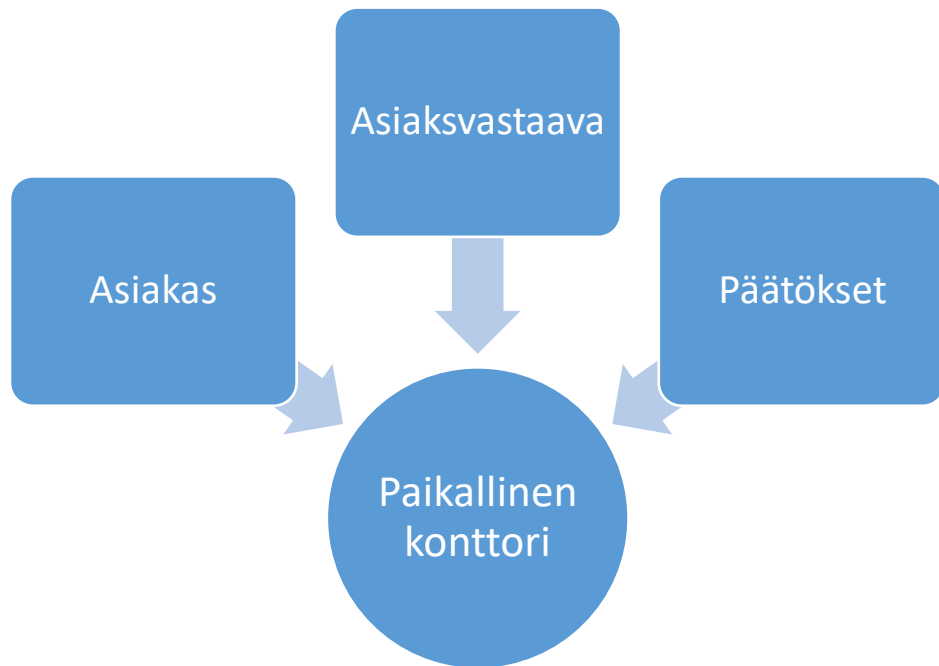 Asiaksvastaava
Asiakas
Päätökset
Paikallinen
konttori